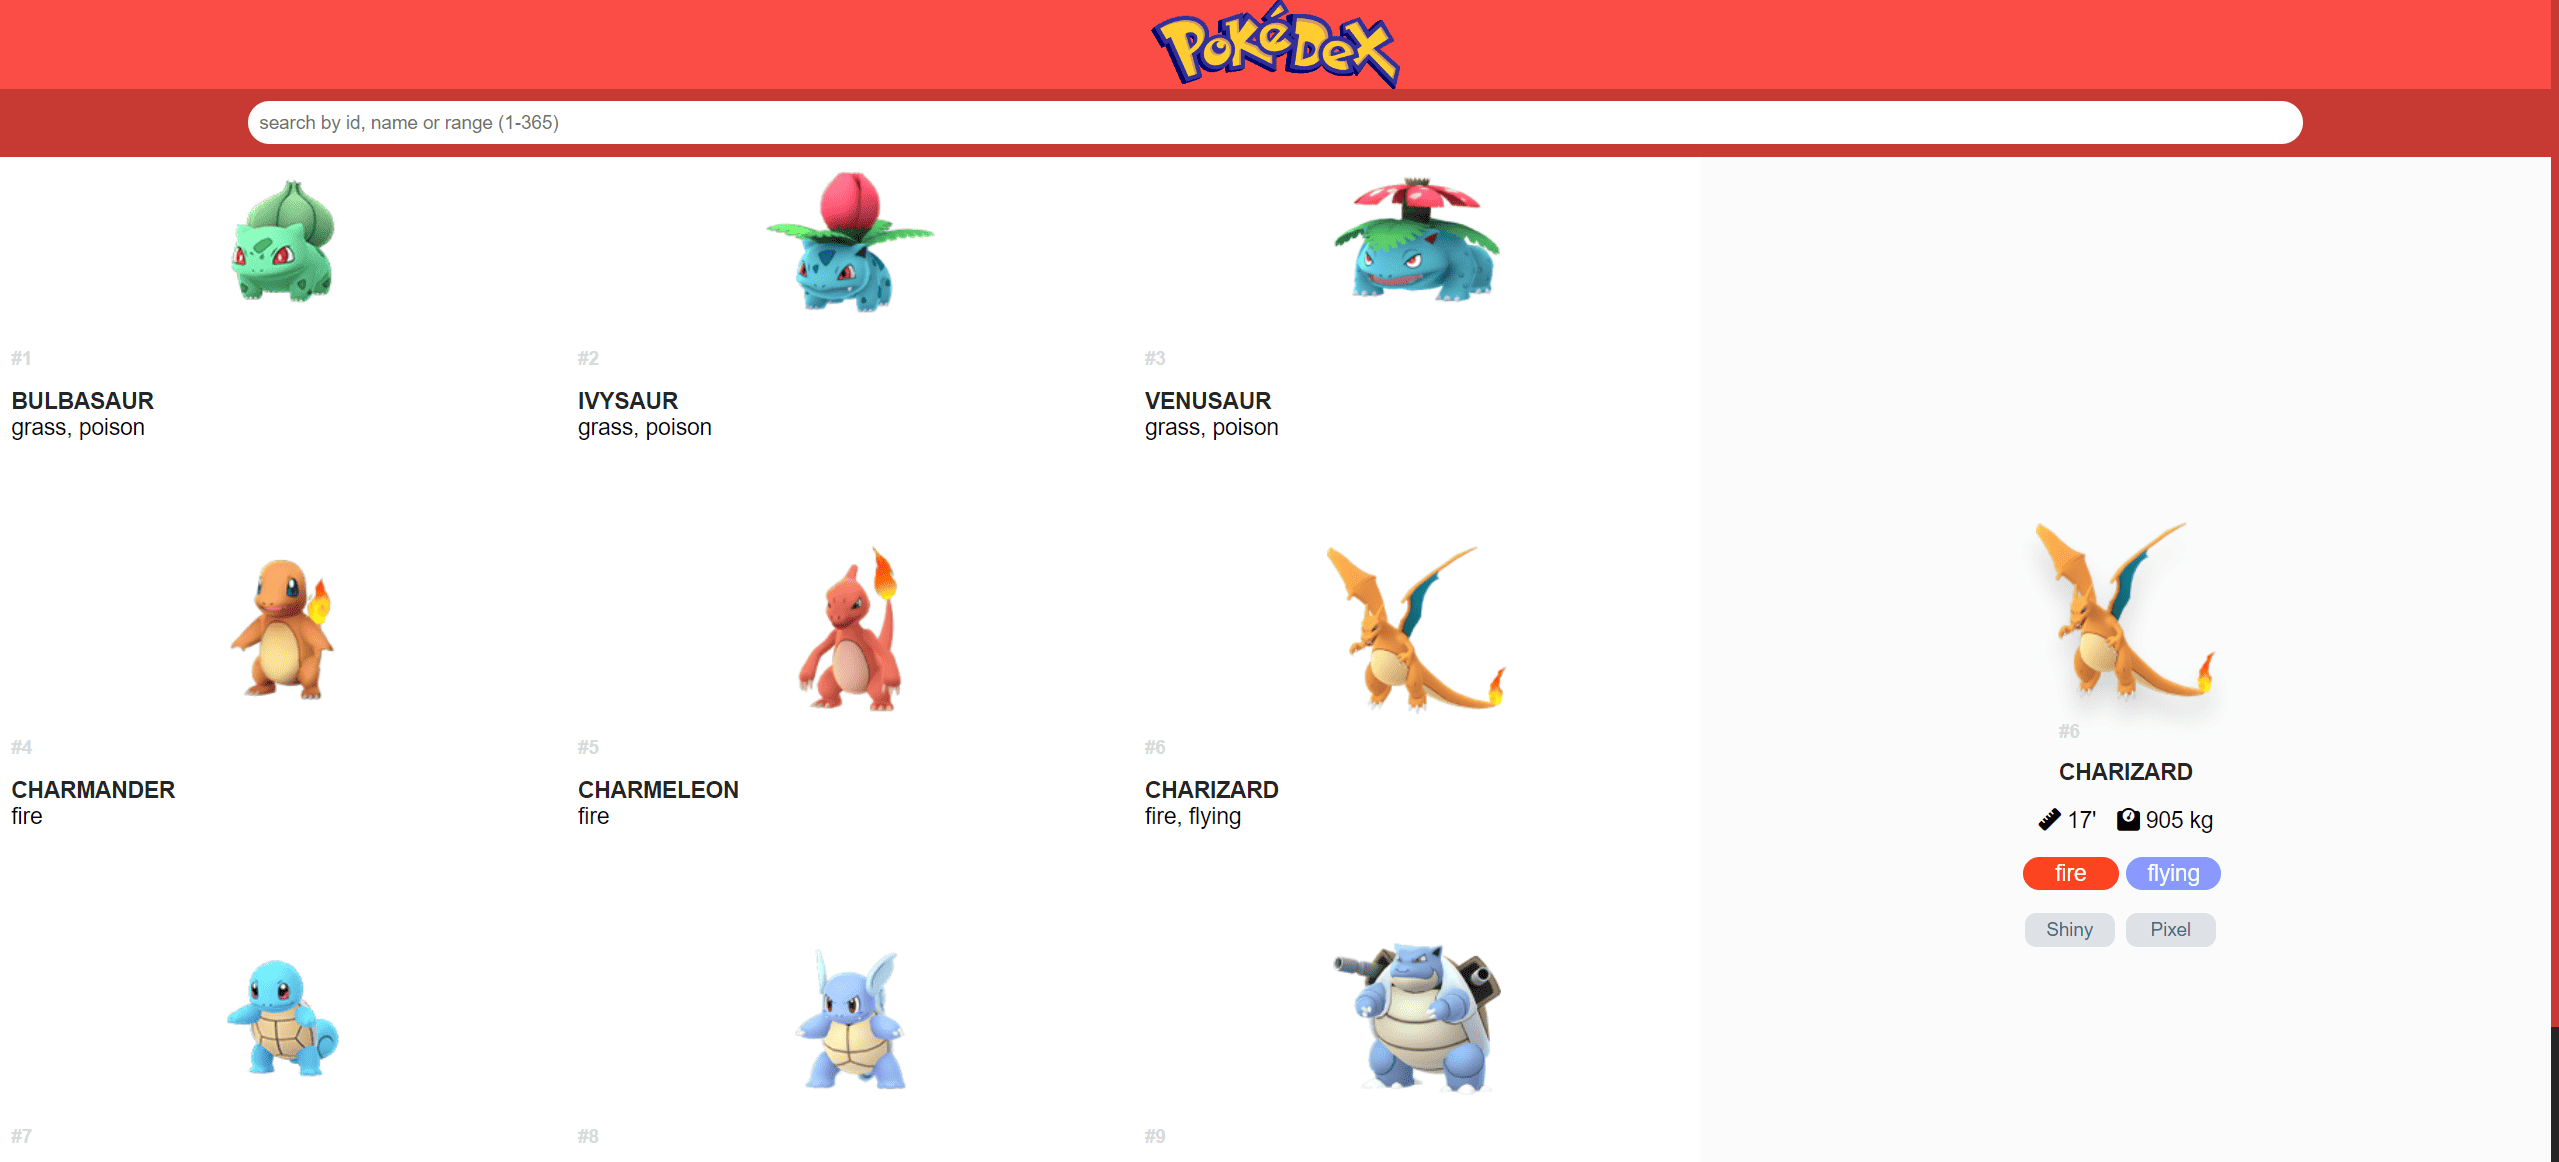 PoKéDeX
search by id, name or range (1-365)
#1
BULBASAUR
grass, poison
#2
IVYSAUR
grass, poison
#3
VENUSAUR
grass, poison
#4
CHARMANDER
fire
#5
CHARMELEON
fire
#6
CHARIZARD
fire, flying
#7
#8
#9
#6
CHARIZARD
17' 905 kg
fire flying
Shiny Pixel